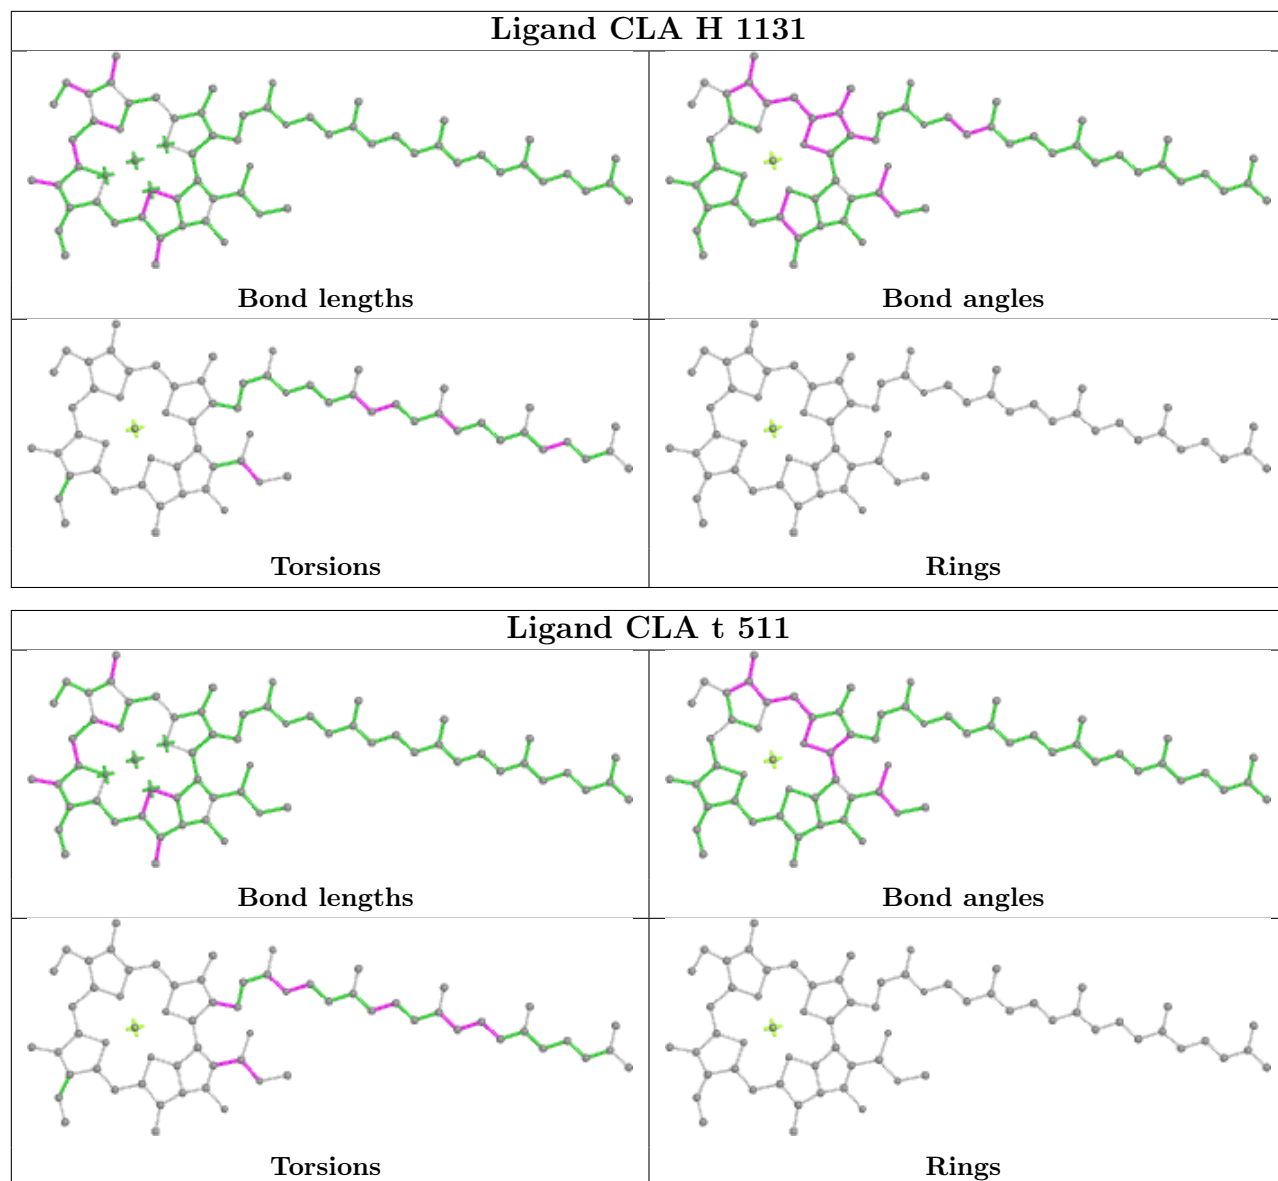 Ligand CLA H 1131
Bond lengths
Bond angles
Torsions
Rings
Ligand CLA t 511
Bond lengths
Bond angles
Torsions
Rings